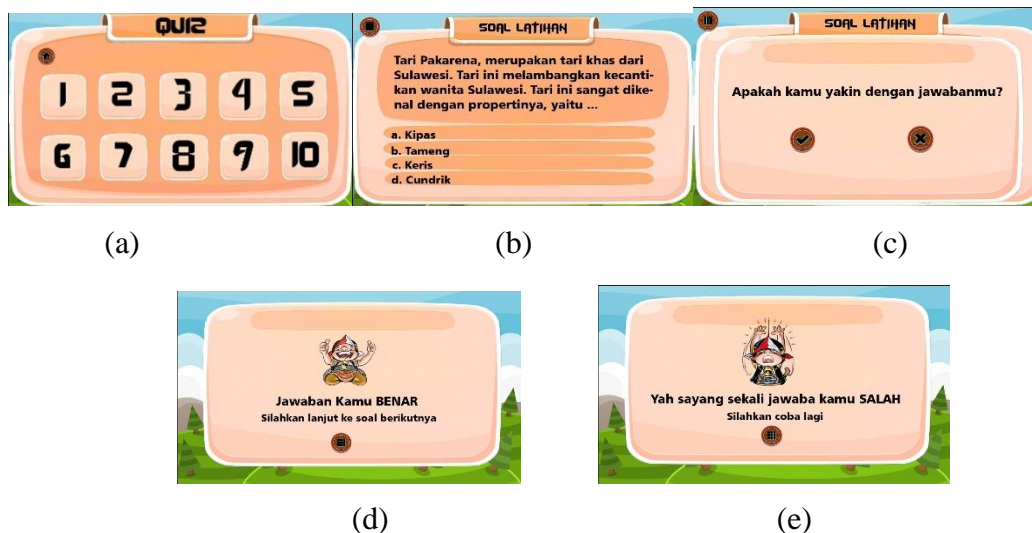 QUIZ
1 2 3 4 5
6 7 8 9 10
(a)
SOAL LATIHAN
Tari Pakarena, merupakan tari khas dari
Sulawesi. Tari ini melambangkan kecanti-
kan wanita Sulawesi. Tari ini sangat dike-
nal dengan propertinya, yaitu ...
a. Kipas
b. Tameng
c. Keris
d. Cundrik
(b)
SOAL LATIHAN
Apakah kamu yakin dengan jawabanmu?
(c)
Jawaban Kamu BENAR
Silahkan lanjut ke soal berikutnya
(d)
Yah sayang sekali jawaba kamu SALAH
Silahkan coba lagi
(e)